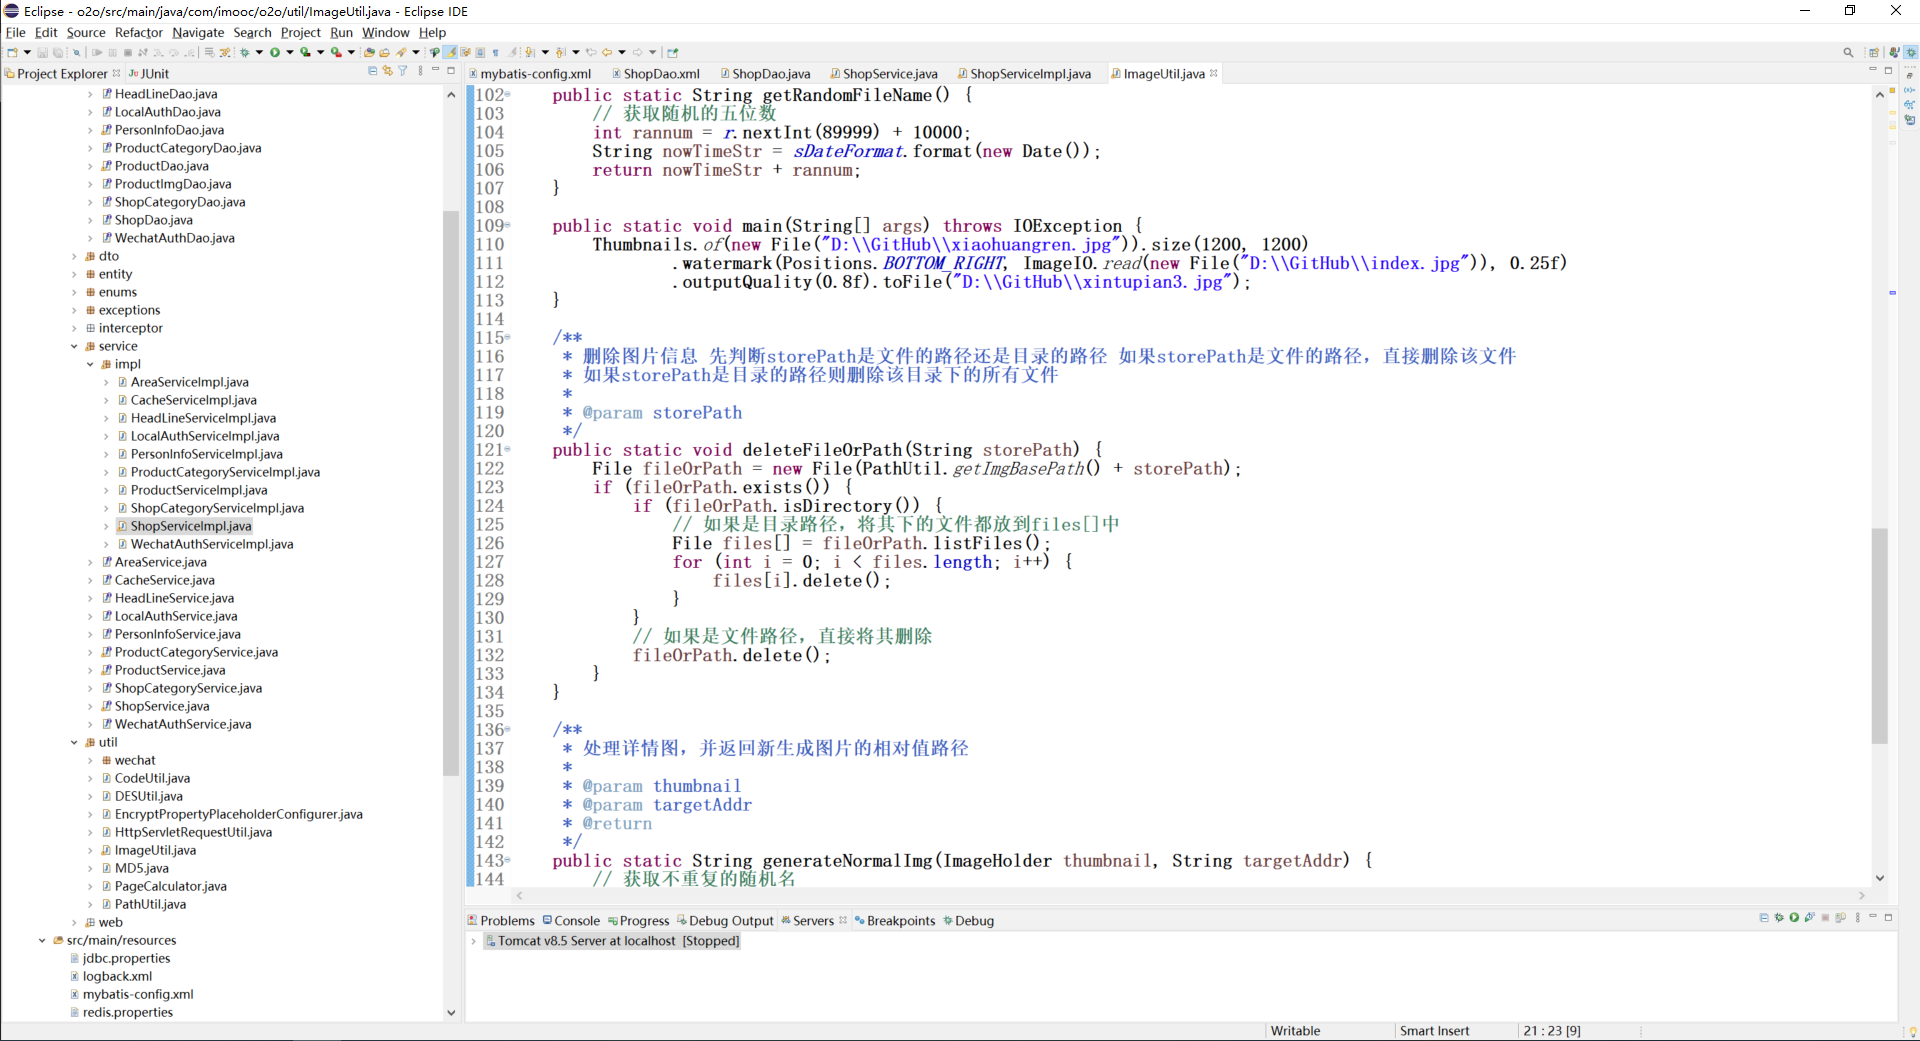 Eclipse - o2o/src/main/java/com/imooc/o2o/util/ImageUtil.java - Eclipse IDE
File Edit Source Refactor Navigate Search Project Run Window Help
Project Explorer JUnit
HeadLineDao.java
LocalAuthDao.java
PersonInfoDao.java
ProductCategoryDao.java
ProductDao.java
ProductImgDao.java
ShopCategoryDao.java
ShopDao.java
WechatAuthDao.java
dto
entity
enums
exceptions
interceptor
service
impl
AreaServiceImpl.java
CacheServiceImpl.java
HeadLineServiceImpl.java
LocalAuthServiceImpl.java
PersonInfoServiceImpl.java
ProductCategoryServiceImpl.java
ProductServiceImpl.java
ShopCategoryServiceImpl.java
ShopServiceImpl.java
WechatAuthServiceImpl.java
AreaService.java
CacheService.java
HeadLineService.java
LocalAuthService.java
PersonInfoService.java
ProductCategoryService.java
ProductService.java
ShopCategoryService.java
ShopService.java
WechatAuthService.java
util
wechat
CodeUtil.java
DESUtil.java
EncryptPropertyPlaceholderConfigurer.java
HttpServletRequestUtil.java
ImageUtil.java
MD5.java
PageCalculator.java
PathUtil.java
web
src/main/resources
jdbc.properties
logback.xml
mybatis-config.xml
redis.properties
mybatis-config.xml ShopDao.xml ShopDao.java ShopService.java ShopServiceImpl.java ImageUtil.java
102 public static String getRandomFileName() {
103 // 获取随机的五位数
104 int rannum = r.nextInt(89999) + 10000;
105 String nowTimeStr = sDateFormat.format(new Date());
106 return nowTimeStr + rannum;
107 }
108
109 public static void main(String[] args) throws IOException {
110 Thumbnails.of(new File("D:\\GitHub\\xiaohuangren.jpg")).size(1200, 1200)
111 .watermark(Positions.BOTTOM_RIGHT, ImageIO.read(new File("D:\\GitHub\\index.jpg")), 0.25f)
112 .outputQuality(0.8f).toFile("D:\\GitHub\\xintupian3.jpg");
113 }
114
115 /**
116 * 删除图片信息 先判断storePath是文件的路径还是目录的路径 如果storePath是文件的路径，直接删除该文件
117 * 如果storePath是目录的路径则删除该目录下的所有文件
118 *
119 * @param storePath
120 */
121 public static void deleteFileOrPath(String storePath) {
122 File fileOrPath = new File(PathUtil.getImgBasePath() + storePath);
123 if (fileOrPath.exists()) {
124 if (fileOrPath.isDirectory()) {
125 // 如果是目录路径，将其下的文件都放到files[]中
126 File files[] = fileOrPath.listFiles();
127 for (int i = 0; i < files.length; i++) {
128 files[i].delete();
129 }
130 }
131 // 如果是文件路径，直接将其删除
132 fileOrPath.delete();
133 }
134 }
135
136 /**
137 * 处理详情图，并返回新生成图片的相对值路径
138 *
139 * @param thumbnail
140 * @param targetAddr
141 * @return
142 */
143 public static String generateNormalImg(ImageHolder thumbnail, String targetAddr) {
144 // 获取不重复的随机名
Problems Console Progress Debug Output Servers Breakpoints Debug
Tomcat v8.5 Server at localhost [Stopped]
Writable Smart Insert 21 : 23 [9]